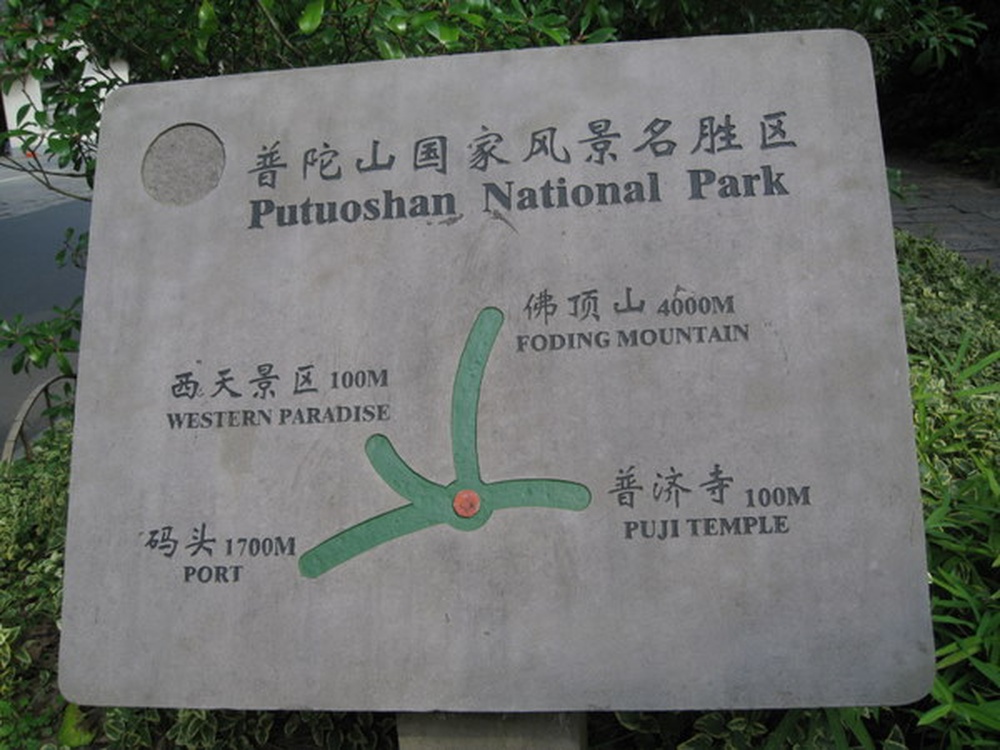 普陀山国家风景名胜区
Putuoshan National Park
佛顶山 4000M
FODING MOUNTAIN
西天景区 100M
WESTERN PARADISE
普济寺 100M
PUJI TEMPLE
码头 1700M
PORT